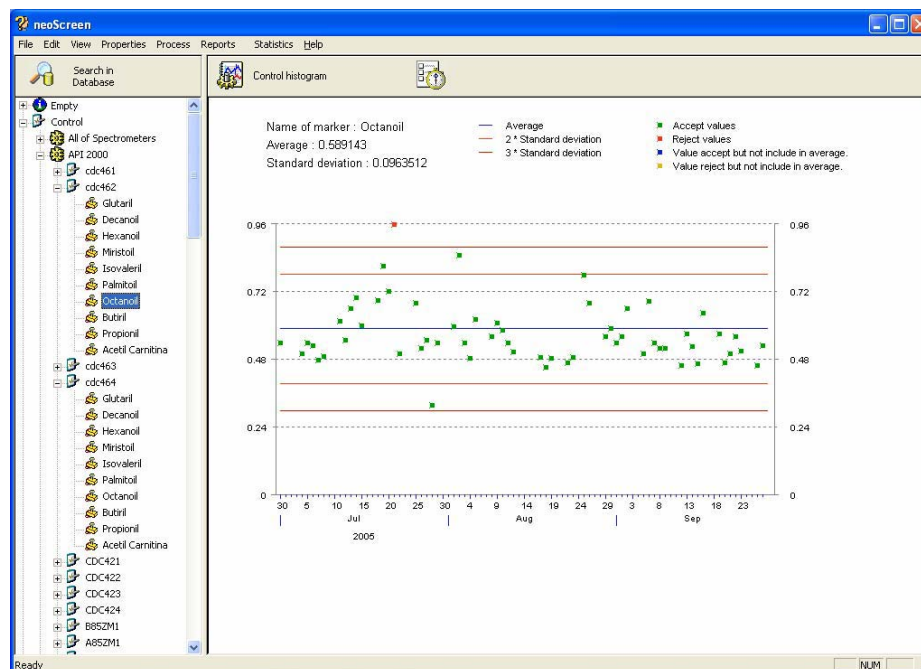 neoScreen
File Edit View Properties Process Reports Statistics Help
Search in
Database
Control histogram
Empty
Control
All of Spectrometers
API 2000
cdc461
cdc462
Glutaril
Decanoil
Hexanoil
Miristoil
Isovaleril
Palmitoil
Octanoil
Butiril
Propionil
Acetil Carnitina
cdc463
cdc464
Glutaril
Decanoil
Hexanoil
Miristoil
Isovaleril
Palmitoil
Octanoil
Butiril
Propionil
Acetil Carnitina
CDC421
CDC422
CDC423
CDC424
B85ZM1
A85ZM1
Name of marker : Octanoil
Average : 0.589143
Standard deviation : 0.0963512
Average
2 * Standard deviation
3 * Standard deviation
Accept values
Reject values
Value accept but not include in average.
Value reject but not include in average.
0.96 0.96
0.72 0.72
0.48 0.48
0.24 0.24
0 0
30 5 10 15 20 25 30 4 9 14 19 24 29 3 8 13 18 23
Jul Aug Sep
2005
Ready NUM